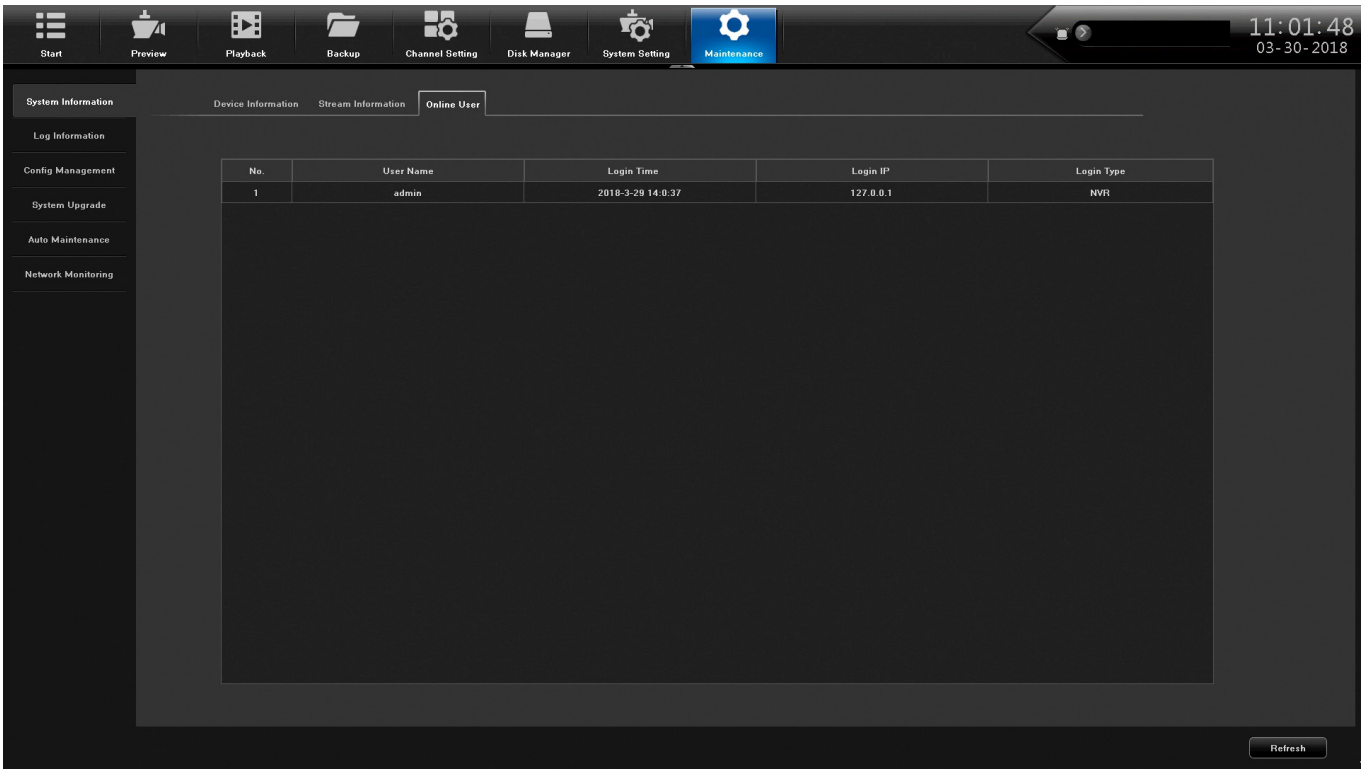 Start Preview Playback Backup Channel Setting Disk Manager System Setting Maintenance
11:01:48
03-30-2018
System Information
Device Information Stream Information Online User
Log Information
Config Management
System Upgrade
Auto Maintenance
Network Monitoring
No. User Name Login Time Login IP Login Type
1 admin 2018-3-29 14:0:37 127.0.0.1 NVR
Refresh